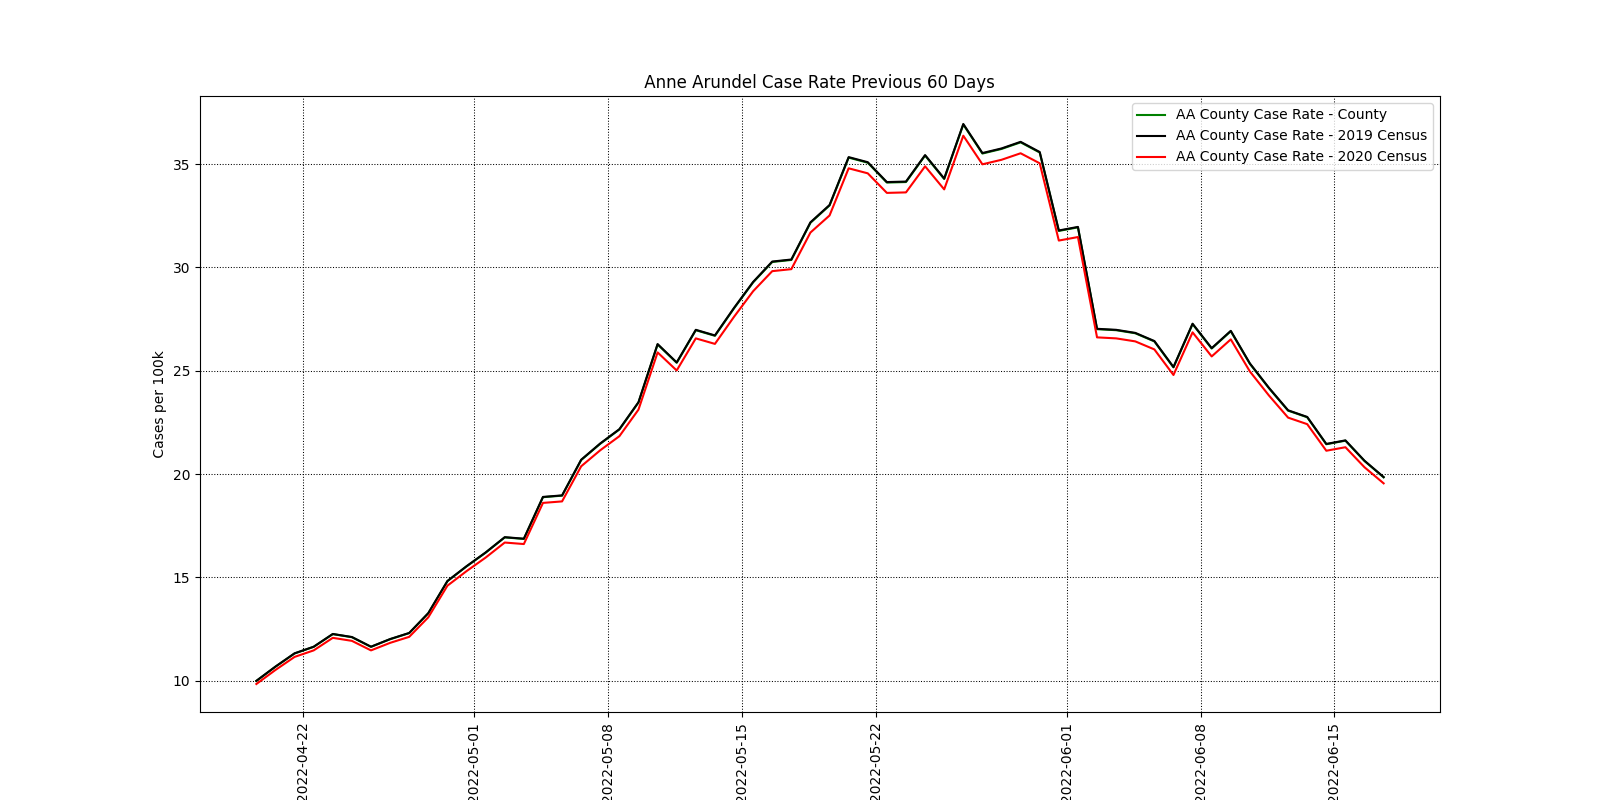 Anne Arundel Case Rate Previous 60 Days
AA County Case Rate - County
AA County Case Rate - 2019 Census
AA County Case Rate - 2020 Census
Cases per 100k
35
30
25
20
15
10
2022-04-22
2022-05-01
2022-05-08
2022-05-15
2022-05-22
2022-06-01
2022-06-08
2022-06-15